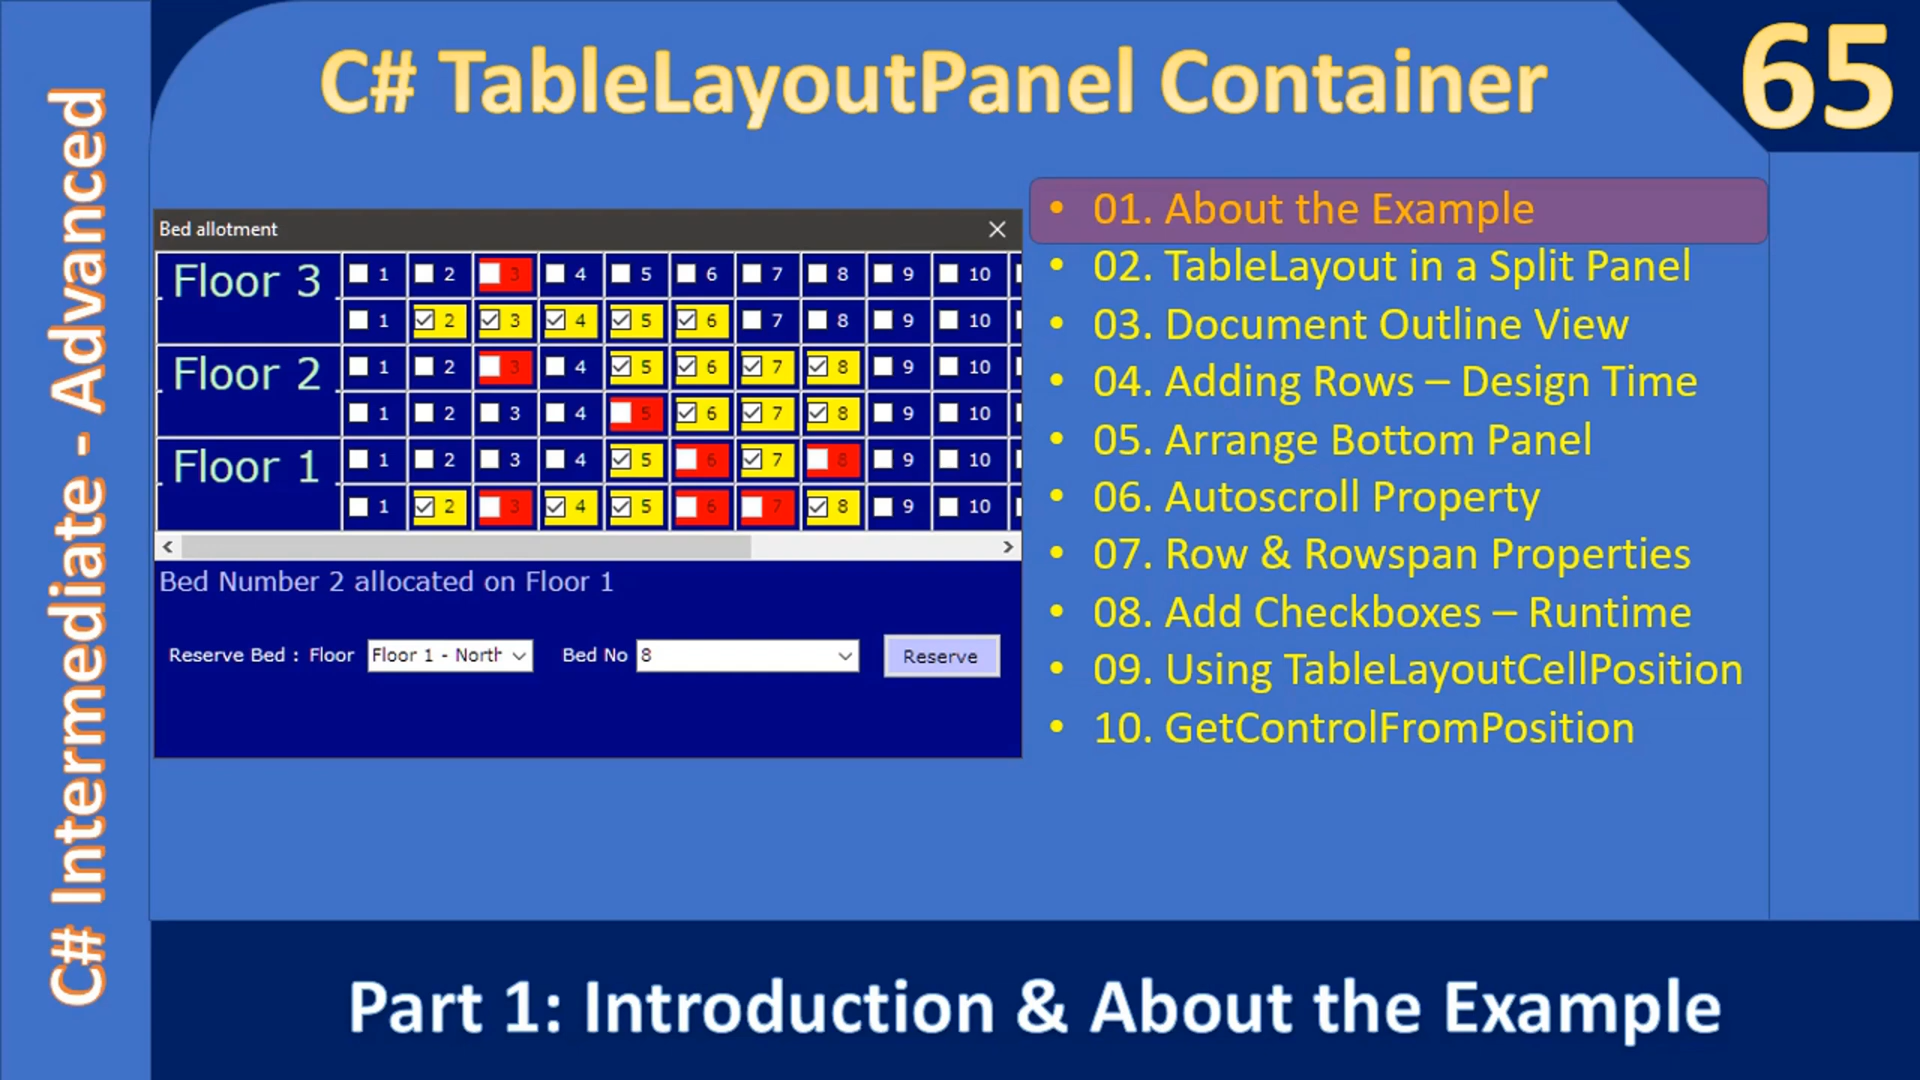 C# TableLayoutPanel Container
65
C# Intermediate - Advanced
Bed allotment
Floor 3
1 2 3 4 5 6 7 8 9 10
1 2 3 4 5 6 7 8 9 10
Floor 2
1 2 3 4 5 6 7 8 9 10
1 2 3 4 5 6 7 8 9 10
Floor 1
1 2 3 4 5 6 7 8 9 10
1 2 3 4 5 6 7 8 9 10
Bed Number 2 allocated on Floor 1
Reserve Bed : Floor Floor 1 - North Bed No 8 Reserve
• 01. About the Example
• 02. TableLayout in a Split Panel
• 03. Document Outline View
• 04. Adding Rows – Design Time
• 05. Arrange Bottom Panel
• 06. Autoscroll Property
• 07. Row & Rowspan Properties
• 08. Add Checkboxes – Runtime
• 09. Using TableLayoutCellPosition
• 10. GetControlFromPosition
Part 1: Introduction & About the Example